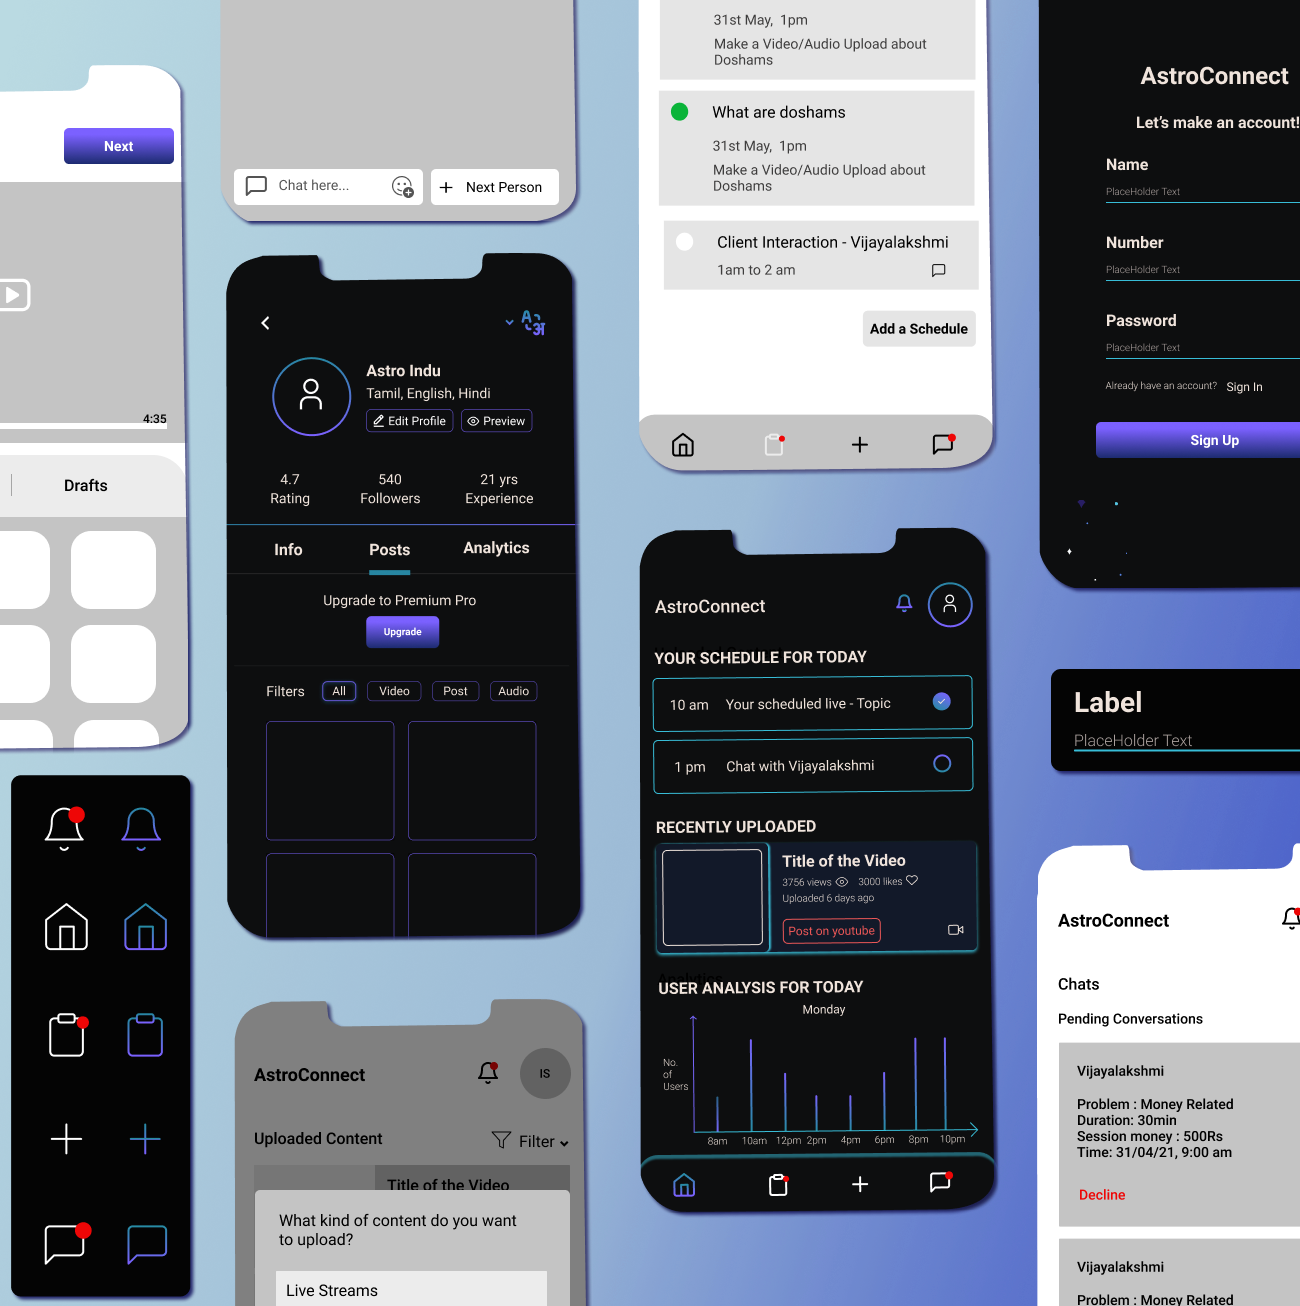 Next
4:35
Drafts
Chat here...
Next Person
A
अ
Astro Indu
Tamil, English, Hindi
Edit Profile
Preview
4.7
Rating
540
Followers
21 yrs
Experience
Info
Posts
Analytics
Upgrade to Premium Pro
Upgrade
Filters
All
Video
Post
Audio
AstroConnect
IS
Uploaded Content
Filter
Title of the Video
What kind of content do you want
to upload?
Live Streams
31st May, 1pm
Make a Video/Audio Upload about
Doshams
What are doshams
31st May, 1pm
Make a Video/Audio Upload about
Doshams
Client Interaction - Vijayalakshmi
1am to 2 am
Add a Schedule
AstroConnect
YOUR SCHEDULE FOR TODAY
10 am Your scheduled live - Topic
1 pm Chat with Vijayalakshmi
RECENTLY UPLOADED
Title of the Video
3756 views
3000 likes
Uploaded 6 days ago
Post on youtube
Analytics
USER ANALYSIS FOR TODAY
Monday
No.
of
Users
8am 10am 12pm 2pm 4pm 6pm 8pm 10pm
AstroConnect
Let's make an account!
Name
PlaceHolder Text
Number
PlaceHolder Text
Password
PlaceHolder Text
Already have an account? Sign In
Sign Up
Label
PlaceHolder Text
AstroConnect
Chats
Pending Conversations
Vijayalakshmi
Problem : Money Related
Duration: 30min
Session money : 500Rs
Time: 31/04/21, 9:00 am
Decline
Vijayalakshmi
Problem : Money Related